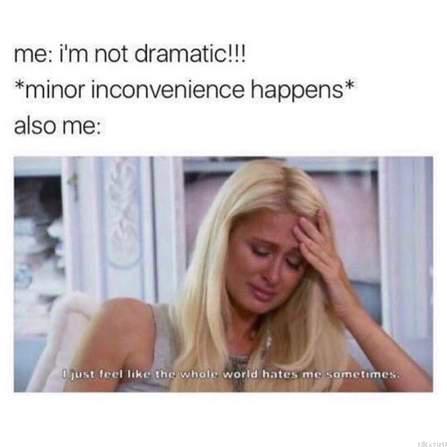 me: i'm not dramatic!!!
*minor inconvenience happens*
also me:
I just feel like the whole world hates me sometimes.